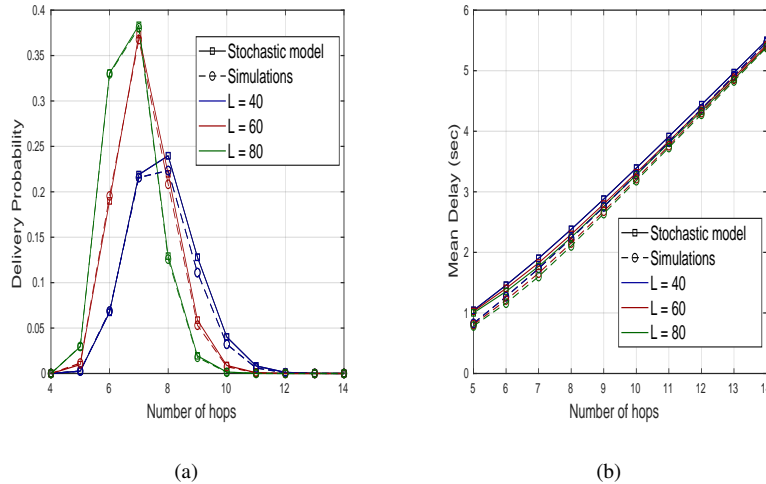 0.4
0.35
0.3
0.25
0.2
0.15
0.1
0.05
0
Delivery Probability
Stochastic model
Simulations
L = 40
L = 60
L = 80
4 6 8 10 12 14
Number of hops
(a)
6
5
4
3
2
1
0
Mean Delay (sec)
Stochastic model
Simulations
L = 40
L = 60
L = 80
5 6 7 8 9 10 11 12 13 14
Number of hops
(b)